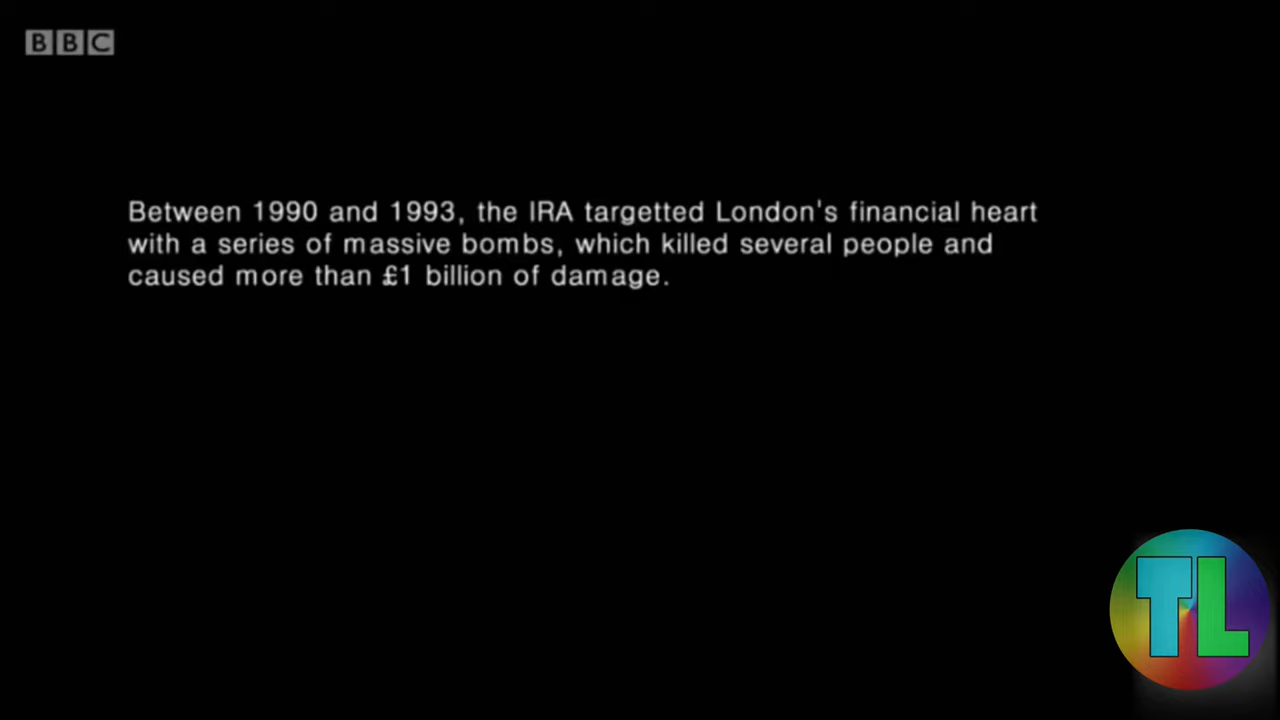 BBC
Between 1990 and 1993, the IRA targetted London's financial heart
with a series of massive bombs, which killed several people and
caused more than £1 billion of damage.
TL